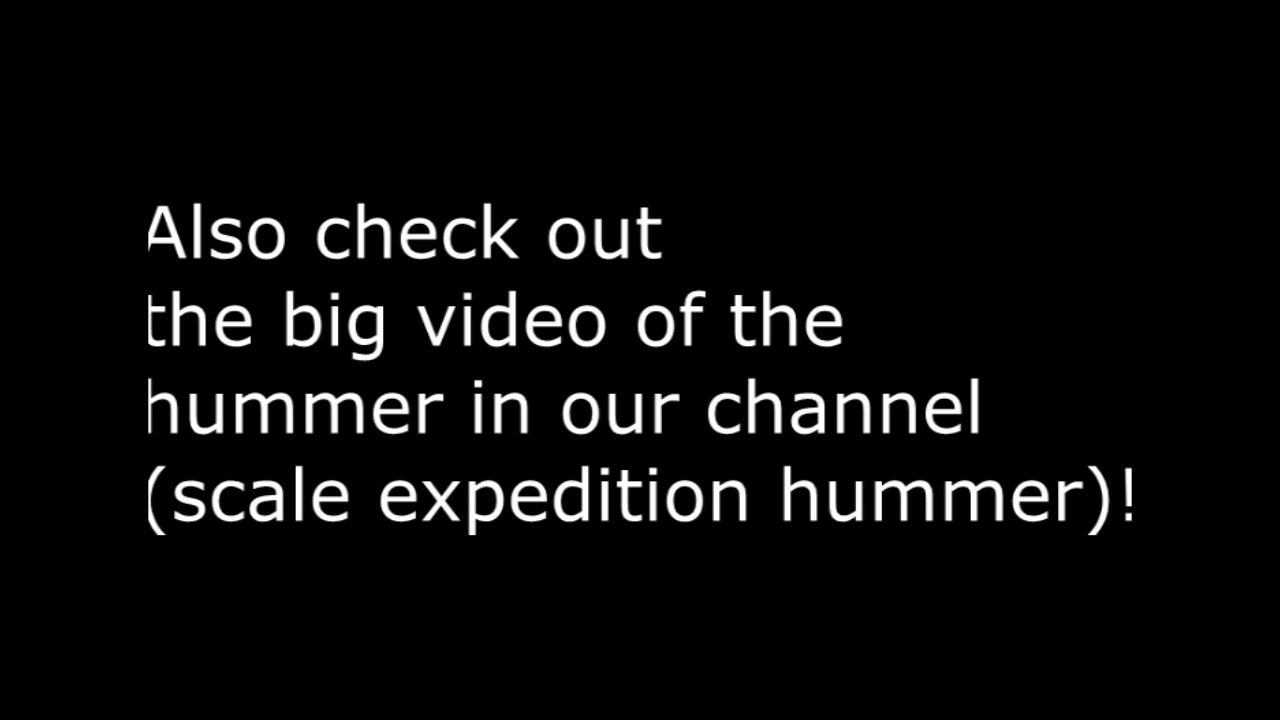 Also check out
the big video of the
hummer in our channel
(scale expedition hummer)!